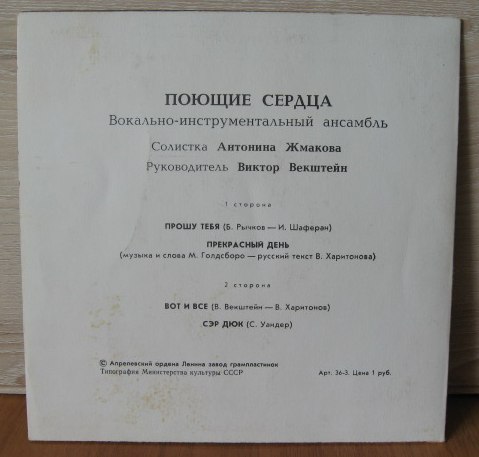 ПОЮЩИЕ СЕРДЦА
Вокально-инструментальный ансамбль
Солистка Антонина Жмакова
Руководитель Виктор Векштейн
1 сторона
ПРОШУ ТЕБЯ (Б. Рычков — И. Шаферан)
ПРЕКРАСНЫЙ ДЕНЬ
(музыка и слова М. Голдсборо — русский текст В. Харитонова)
2 сторона
ВОТ И ВСЕ (В. Векштейн — В. Харитонов)
СЭР ДЮК (С. Уандер)
© Апрелевский ордена Ленина завод грампластинок
Типография Министерства культуры СССР
Арт. 36-3. Цена 1 руб.